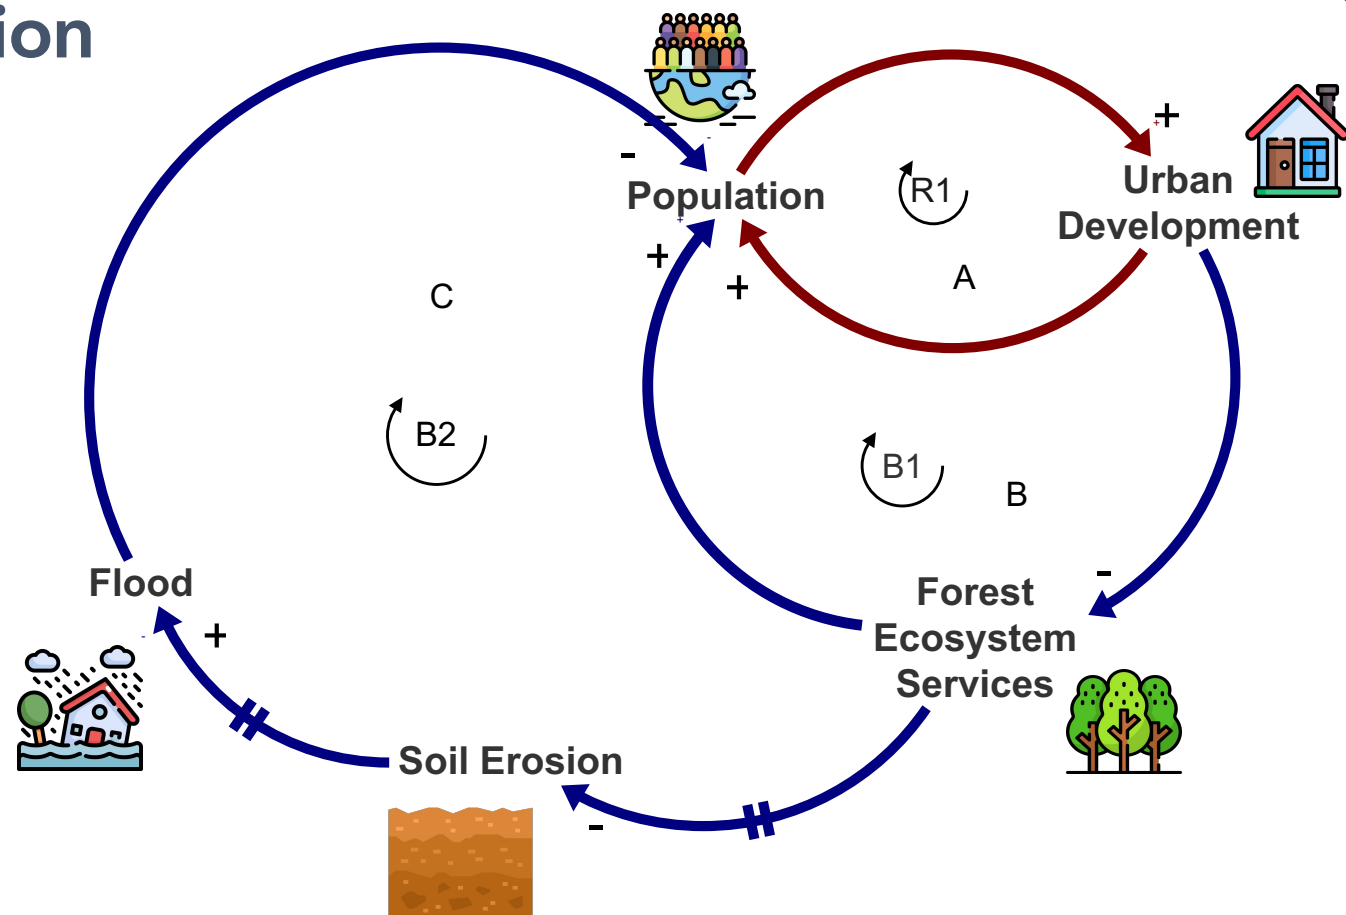 ion
+
-
Population
R1
Urban
Development
+
+
A
C
B2
B1
B
-
Flood
Forest
Ecosystem
Services
+
Soil Erosion
-